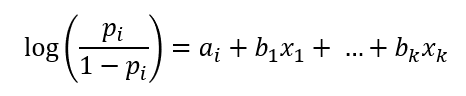 log(pᵢ / (1 − pᵢ)) = aᵢ + b₁x₁ + … + bₖxₖ